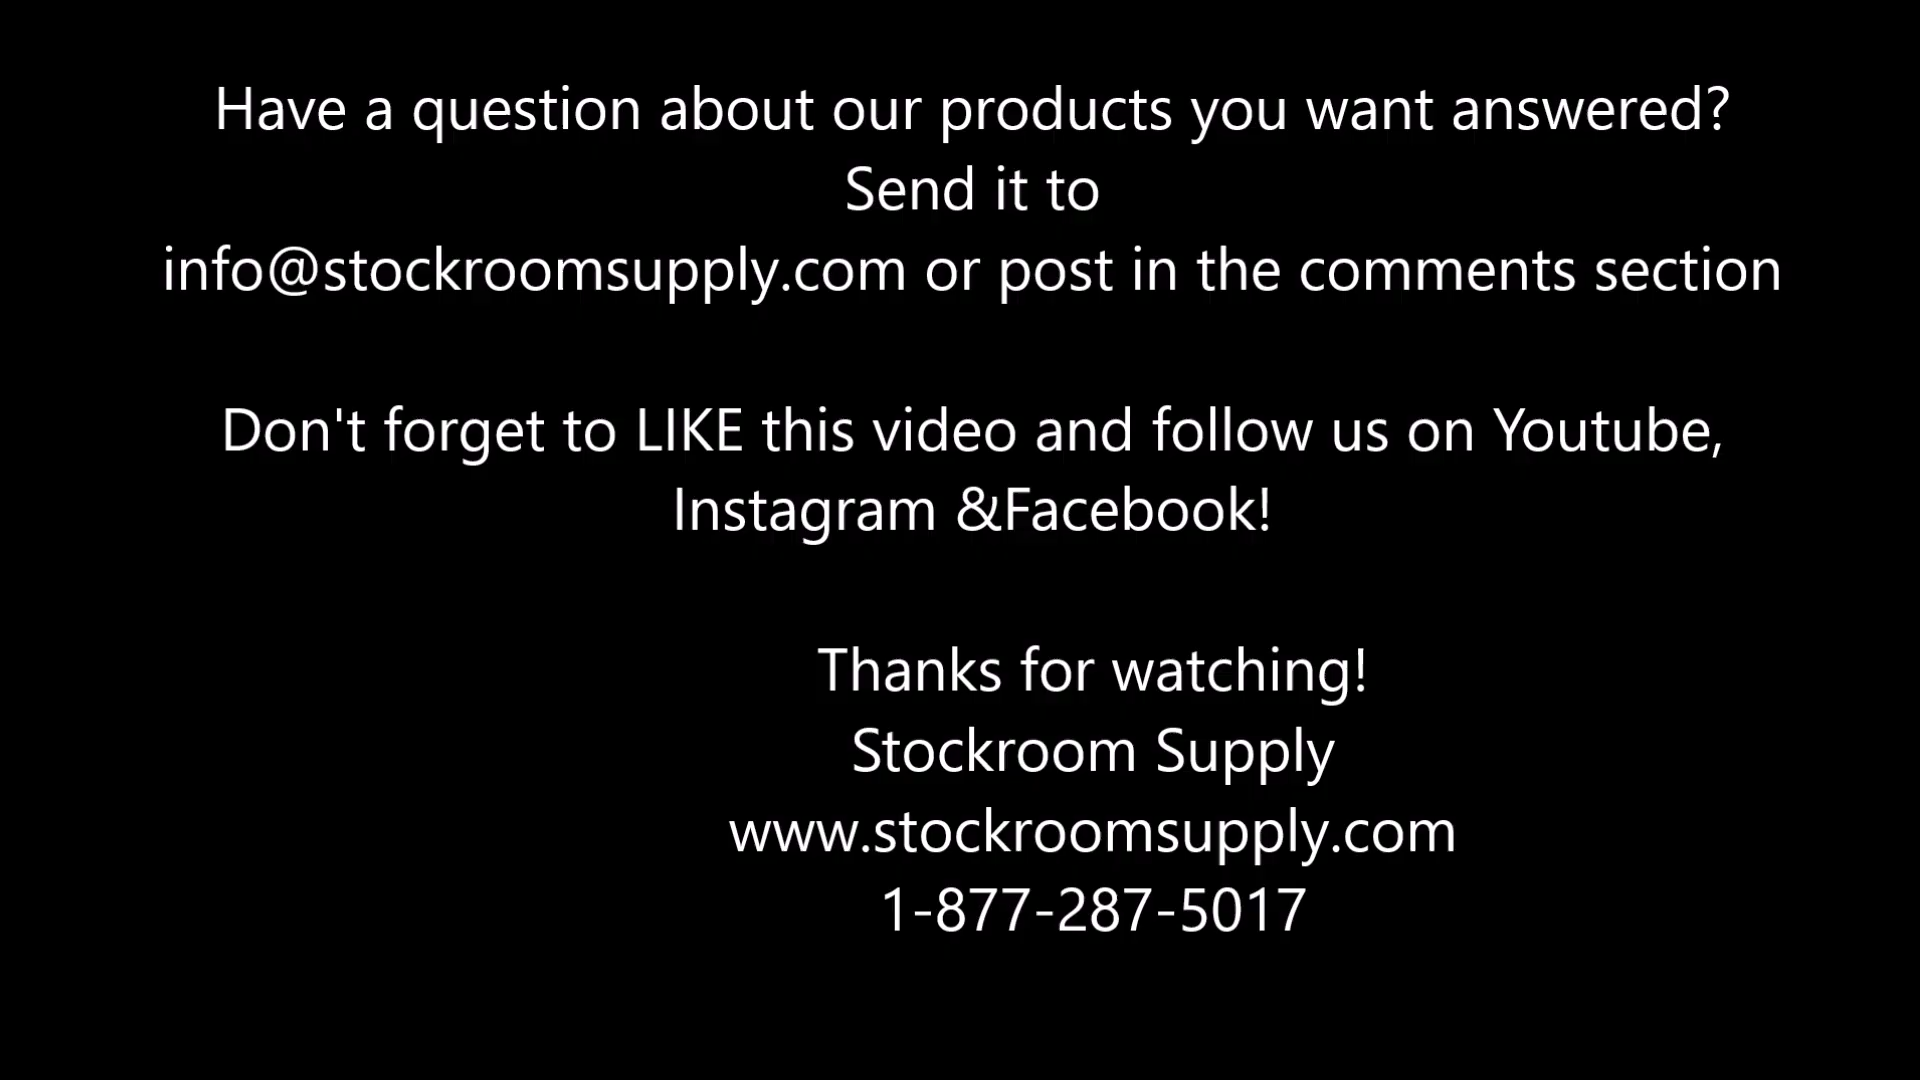 Have a question about our products you want answered?
Send it to
info@stockroomsupply.com or post in the comments section
Don't forget to LIKE this video and follow us on Youtube,
Instagram &Facebook!
Thanks for watching!
Stockroom Supply
www.stockroomsupply.com
1-877-287-5017